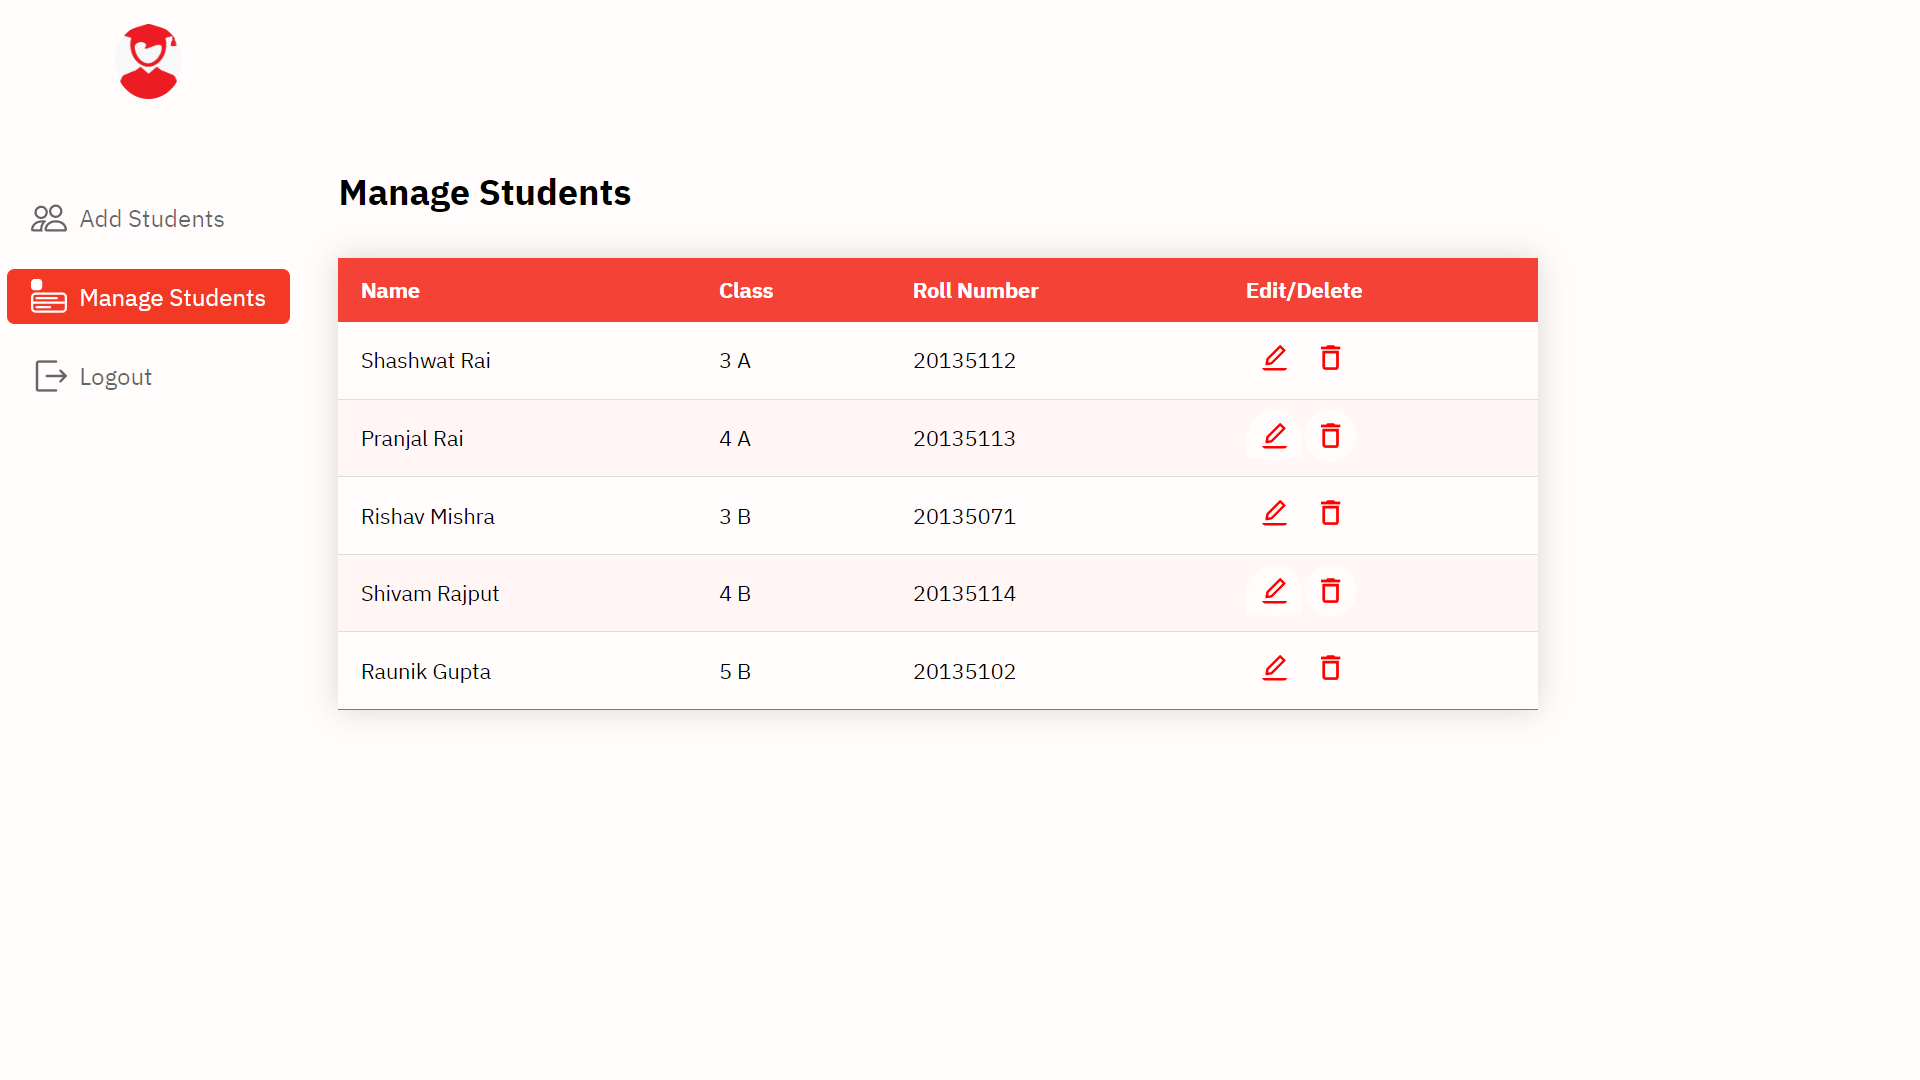 Add Students
Manage Students
Logout
Manage Students
Name Class Roll Number Edit/Delete
Shashwat Rai 3 A 20135112
Pranjal Rai 4 A 20135113
Rishav Mishra 3 B 20135071
Shivam Rajput 4 B 20135114
Raunik Gupta 5 B 20135102